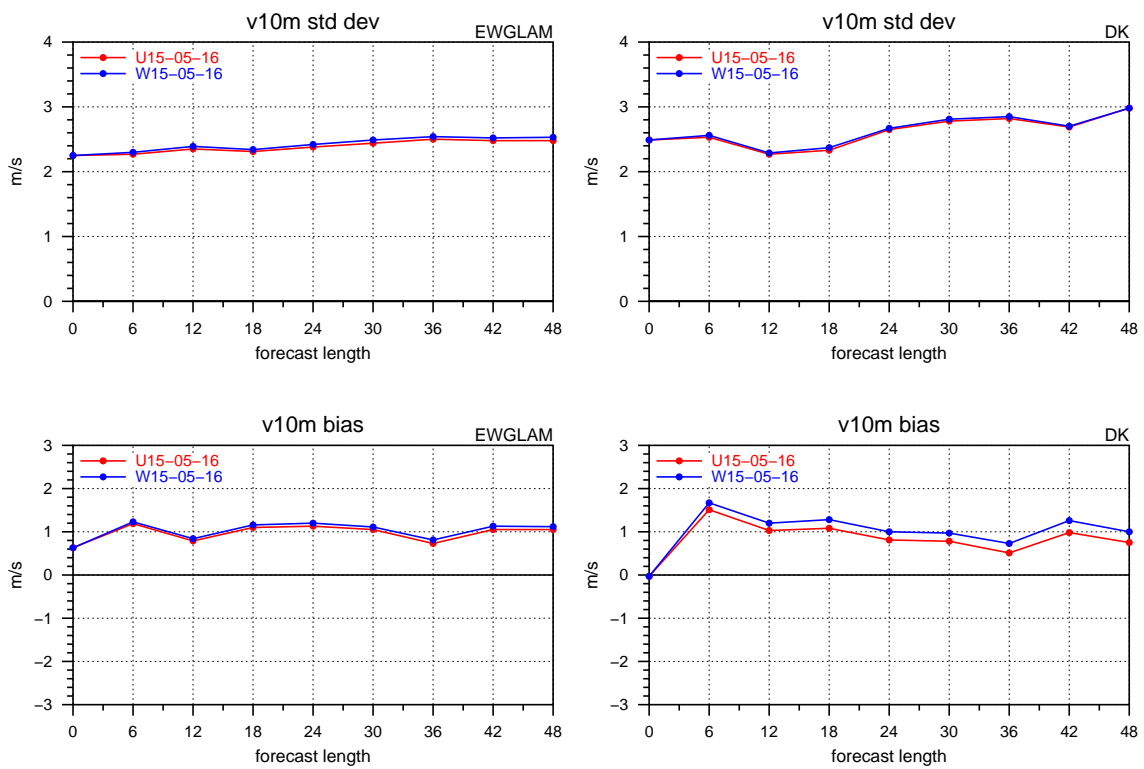 v10m std dev
EWGLAM
U15−05−16
W15−05−16
4
3
2
1
0
m/s
0 6 12 18 24 30 36 42 48
forecast length
v10m std dev
DK
U15−05−16
W15−05−16
4
3
2
1
0
m/s
0 6 12 18 24 30 36 42 48
forecast length
v10m bias
EWGLAM
U15−05−16
W15−05−16
3
2
1
0
−1
−2
−3
m/s
0 6 12 18 24 30 36 42 48
forecast length
v10m bias
DK
U15−05−16
W15−05−16
3
2
1
0
−1
−2
−3
m/s
0 6 12 18 24 30 36 42 48
forecast length